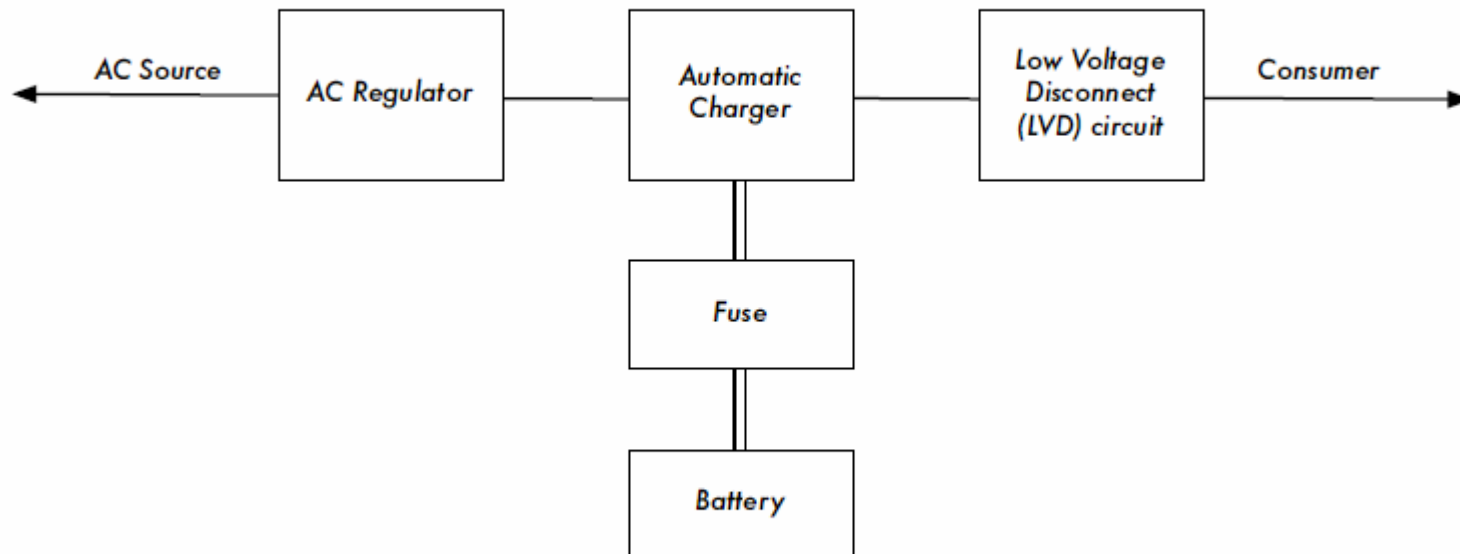 AC Source
AC Regulator
Automatic
Charger
Low Voltage
Disconnect
(LVD) circuit
Consumer
Fuse
Battery